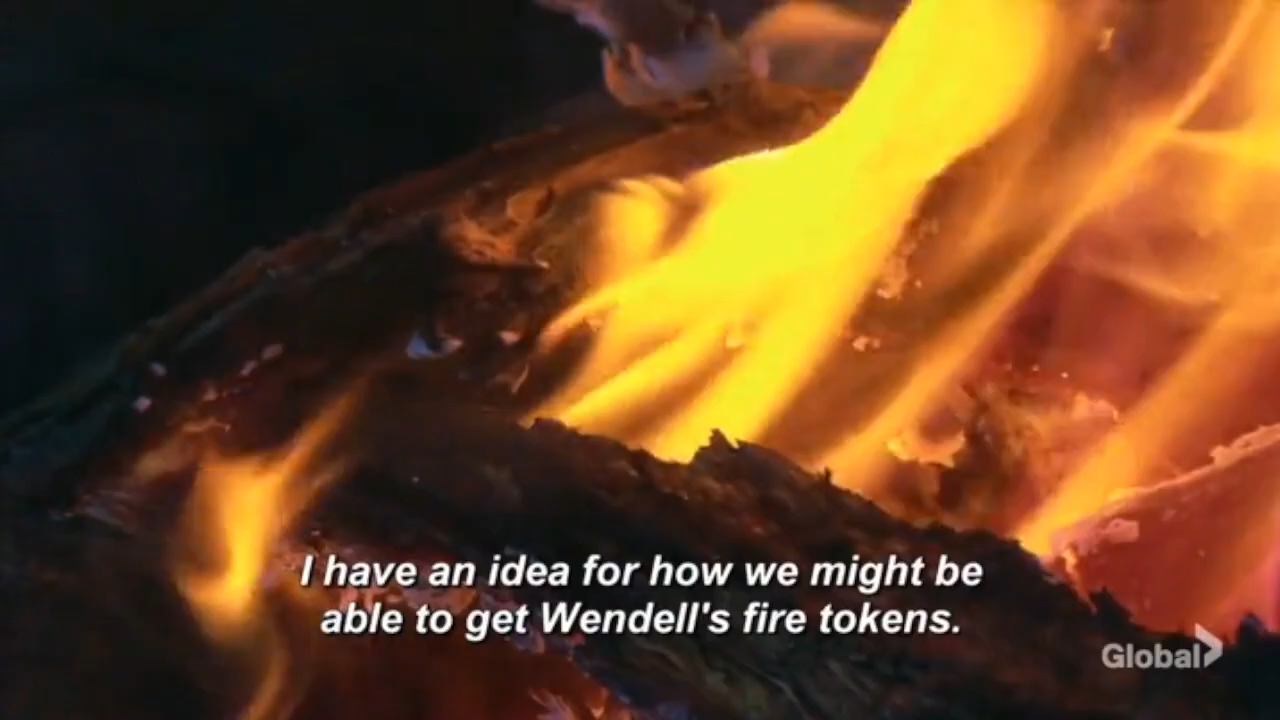 I have an idea for how we might be
able to get Wendell's fire tokens.
Global